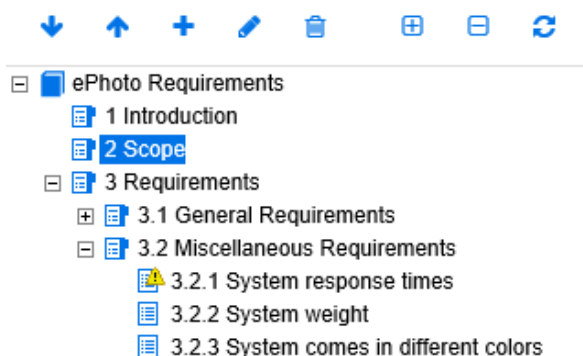 ePhoto Requirements
1 Introduction
2 Scope
3 Requirements
3.1 General Requirements
3.2 Miscellaneous Requirements
3.2.1 System response times
3.2.2 System weight
3.2.3 System comes in different colors